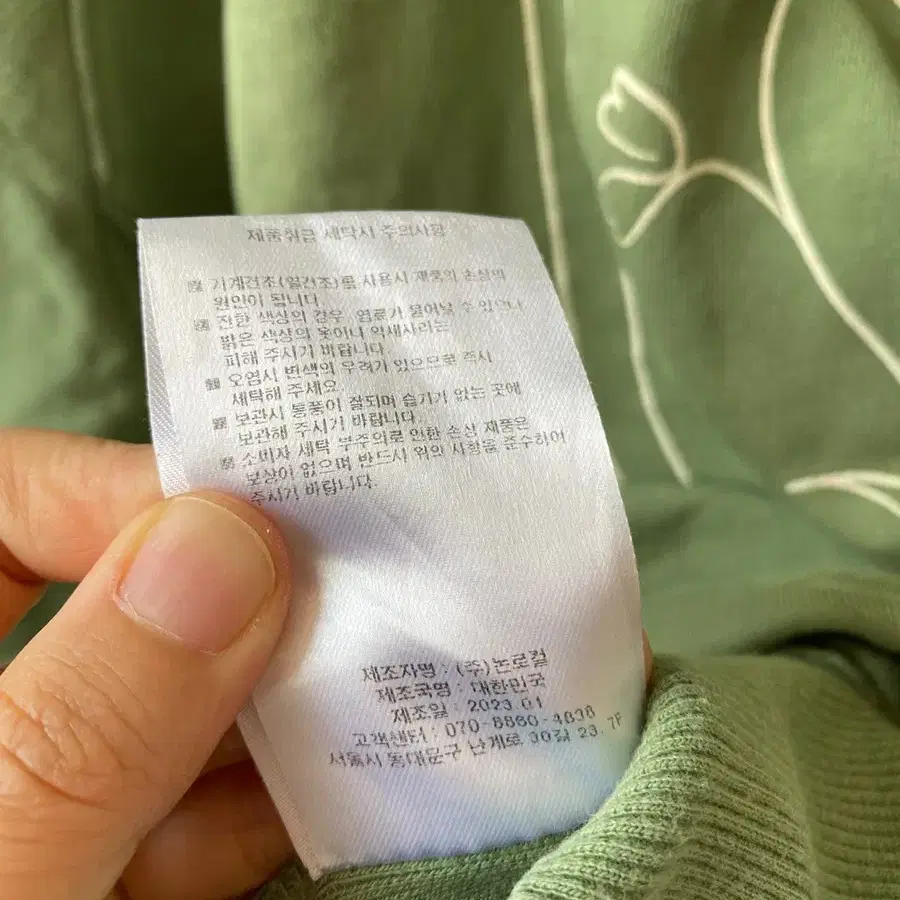 제품취급 세탁시 주의사항
기계건조(열건조)를 사용시 제품의 손상의
원인이 됩니다.
진한 색상의 경우 염료가 묻어날 수 있으니
밝은 색상의 옷이나 악세사리는
피해 주시기 바랍니다.
오염시 변색의 우려가 있으므로 즉시
세탁해 주세요.
보관시 통풍이 잘되며 습기가 없는 곳에
보관해 주시기 바랍니다.
소비자 세탁 부주의로 인한 손상 제품은
보상이 없으며 반드시 위의 사항을 준수하여
주시기 바랍니다.
제조자명 : (주)논로컬
제조국명 : 대한민국
제조일 : 2023.01
고객센터 : 070-8860-4838
서울시 동대문구 난계로 30길 23, 7F